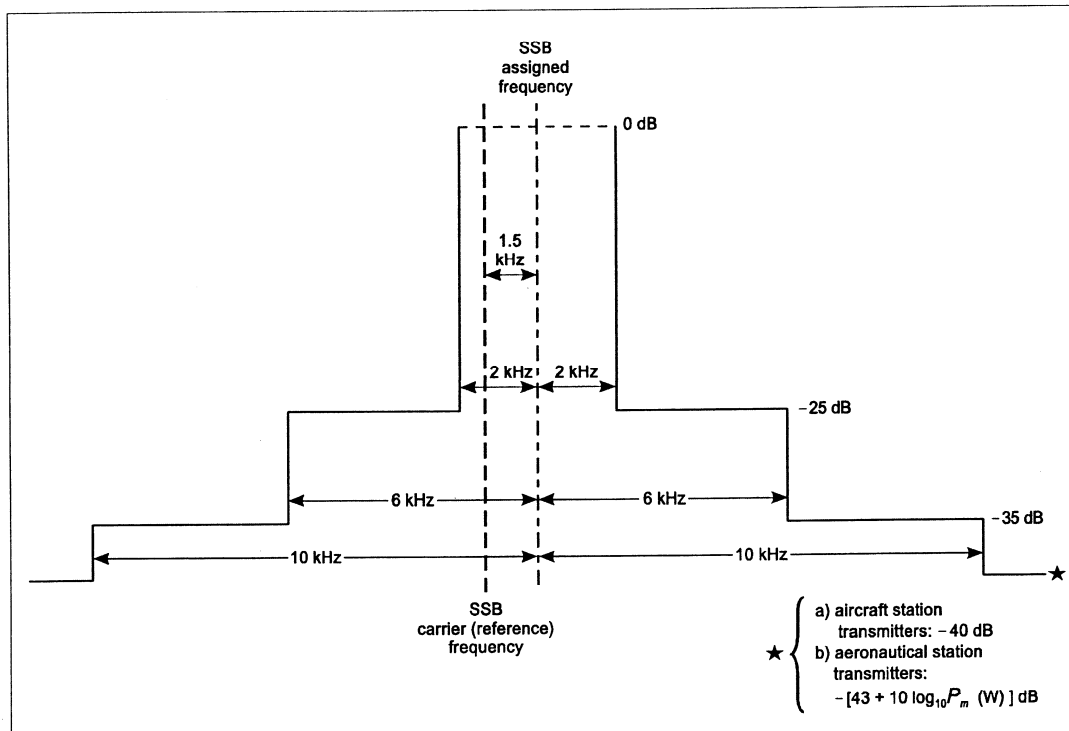 SSB
assigned
frequency
0 dB
1.5
kHz
2 kHz
2 kHz
−25 dB
6 kHz
6 kHz
−35 dB
10 kHz
10 kHz
★
SSB
carrier (reference)
frequency
★
a) aircraft station
transmitters: −40 dB
b) aeronautical station
transmitters:
−[43 + 10 log₁₀Pₘ (W) ] dB